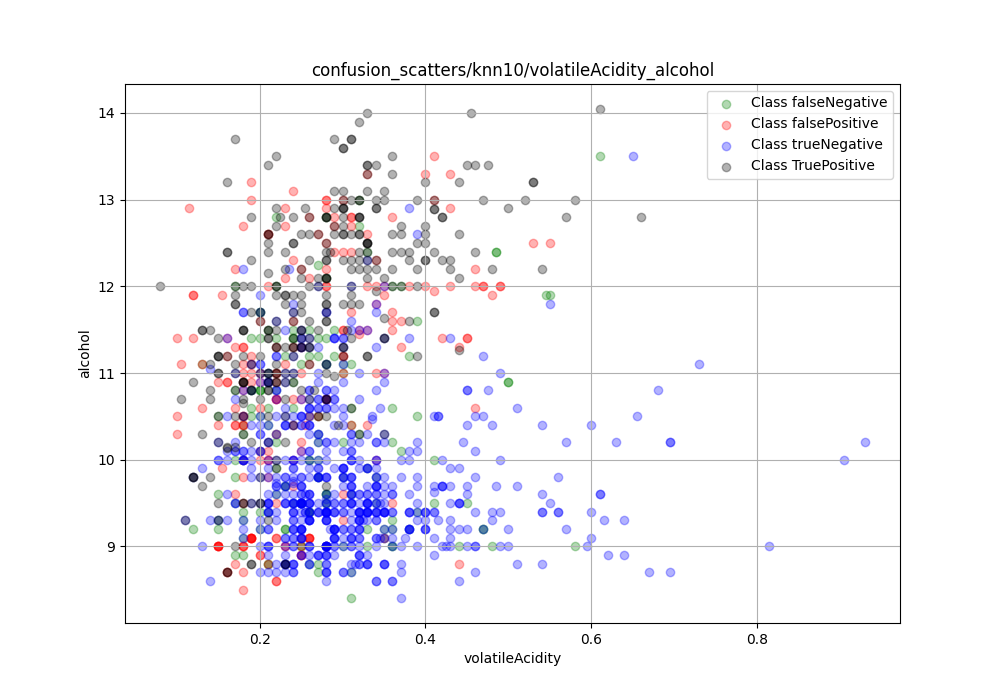 confusion_scatters/knn10/volatileAcidity_alcohol
Class falseNegative
Class falsePositive
Class trueNegative
Class TruePositive
14
13
12
11
10
9
alcohol
0.2
0.4
0.6
0.8
volatileAcidity